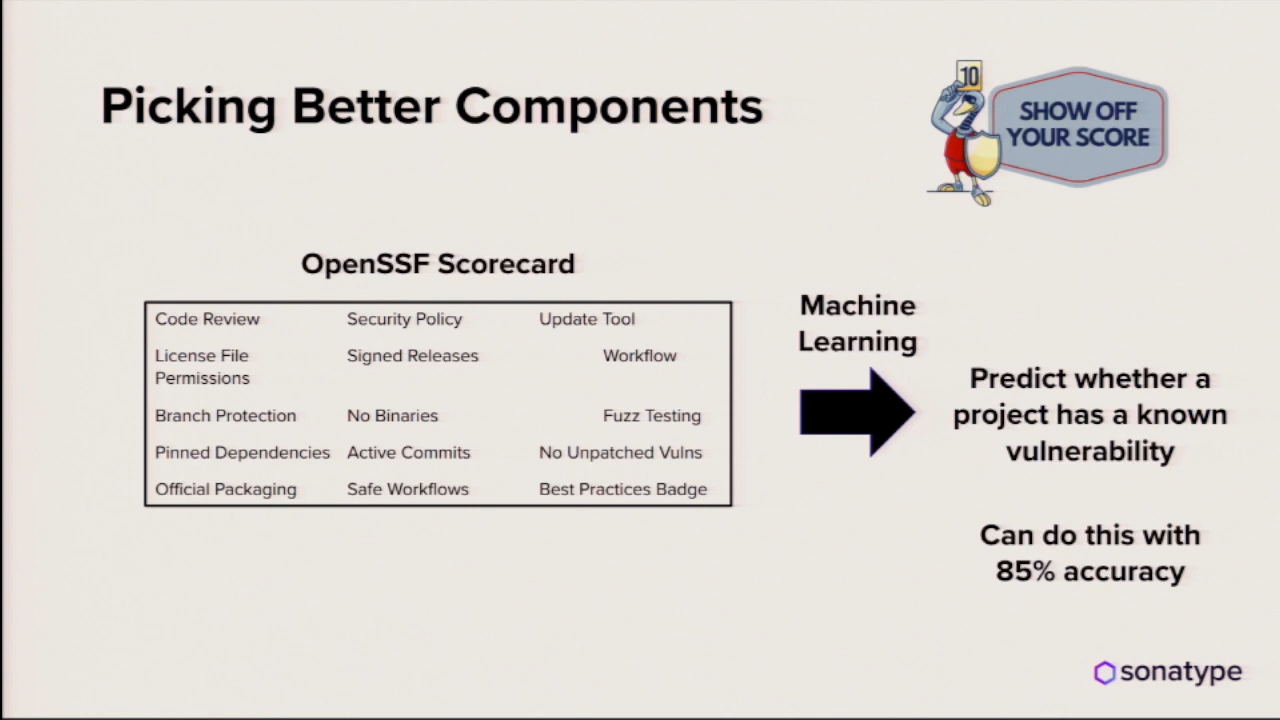 Picking Better Components
10
SHOW OFF
YOUR SCORE
OpenSSF Scorecard
Code Review Security Policy Update Tool
License File Signed Releases Workflow
Permissions
Branch Protection No Binaries Fuzz Testing
Pinned Dependencies Active Commits No Unpatched Vulns
Official Packaging Safe Workflows Best Practices Badge
Machine
Learning
Predict whether a
project has a known
vulnerability
Can do this with
85% accuracy
sonatype